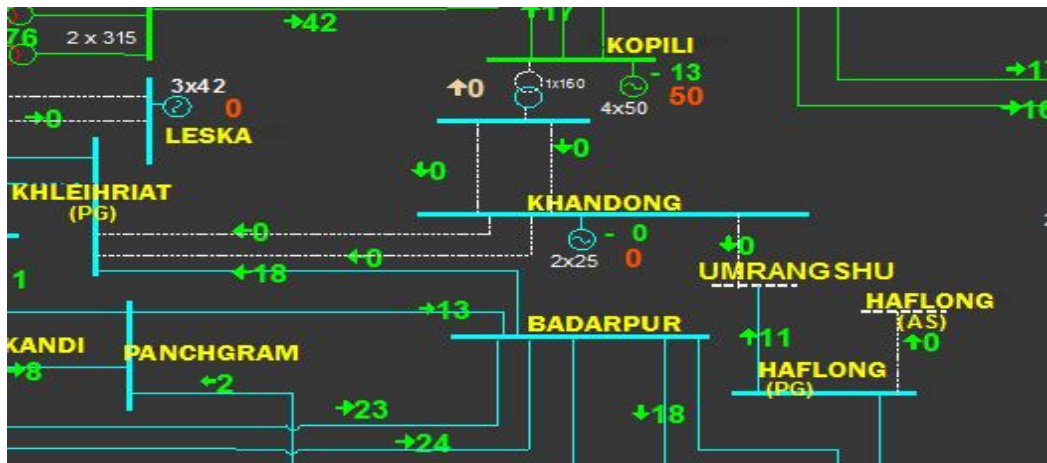 76
2 x 315
→42
↑17
KOPILI
- 13
50
4x50
1x160
↑0
→17
→16
3x42
0
→0
LESKA
↓0
↓0
KHLEIHRIAT
(PG)
KHANDONG
←0
←0
←18
- 0
0
2x25
↓0
UMRANGSHU
1
HAFLONG
(AS)
↑0
→13
BADARPUR
↑11
KANDI
→8
PANCHGRAM
←2
HAFLONG
(PG)
→23
↓18
→24